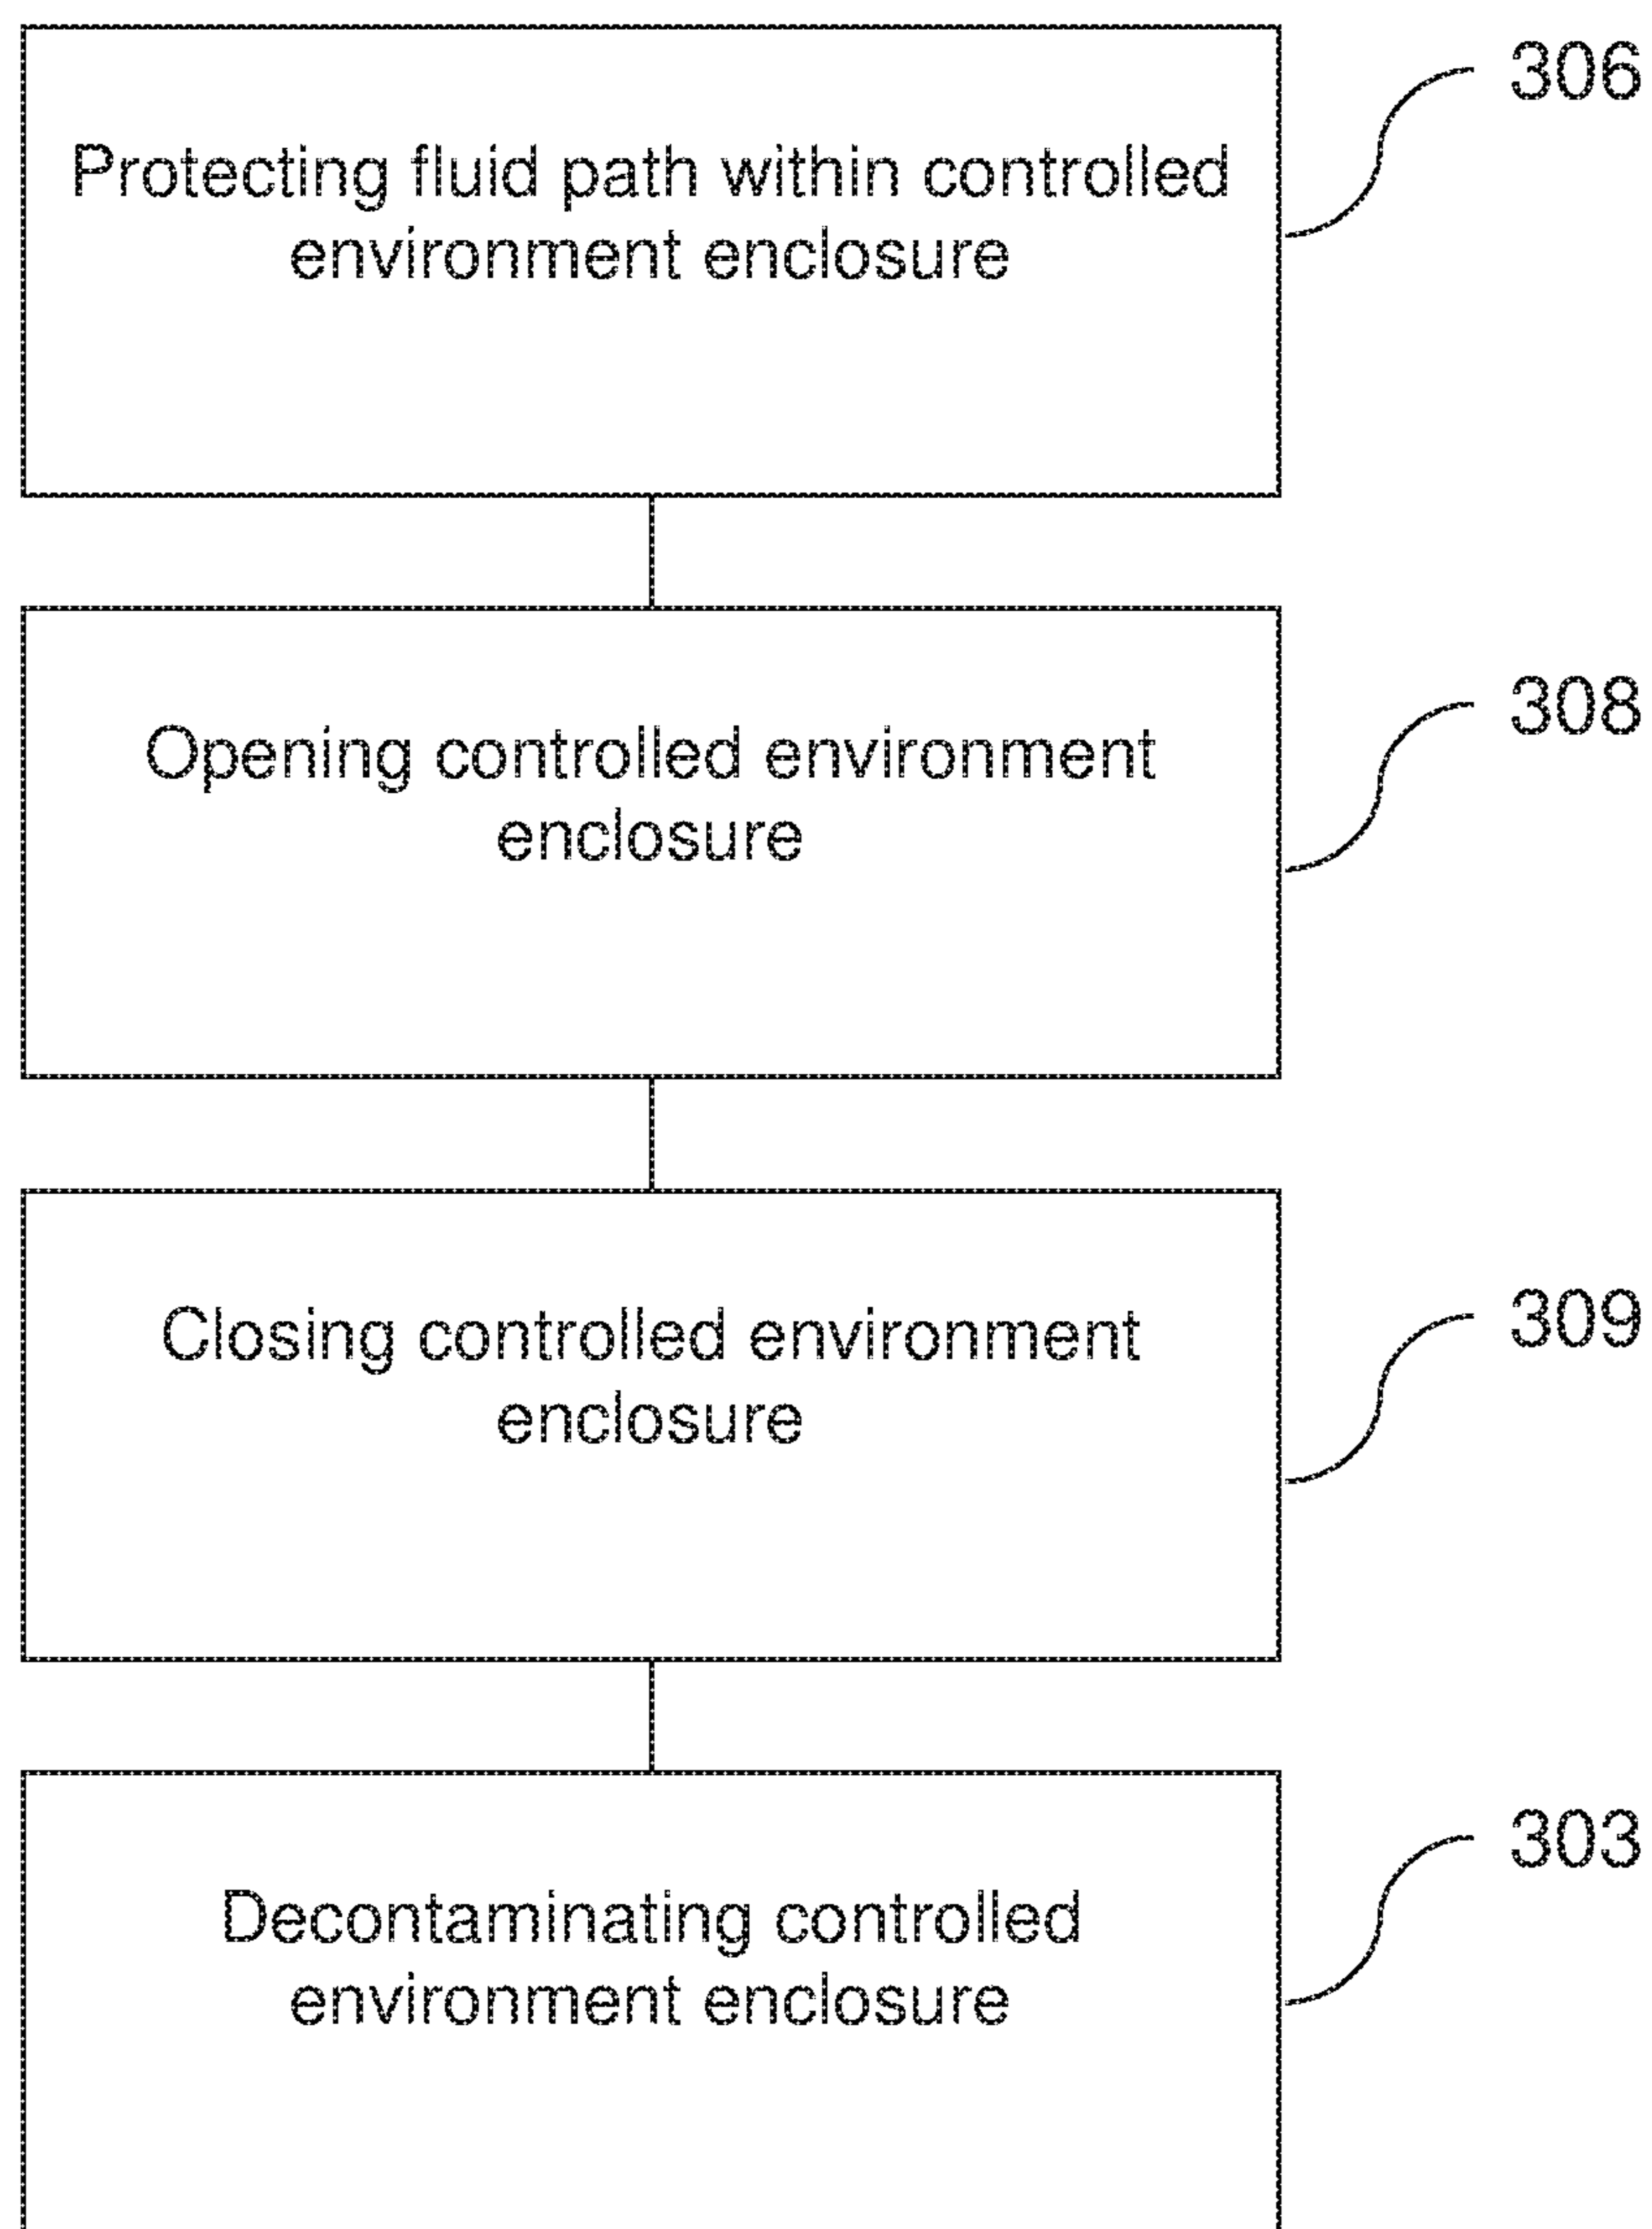 306
Protecting fluid path within controlled
environment enclosure
308
Opening controlled environment
enclosure
309
Closing controlled environment
enclosure
303
Decontaminating controlled
environment enclosure